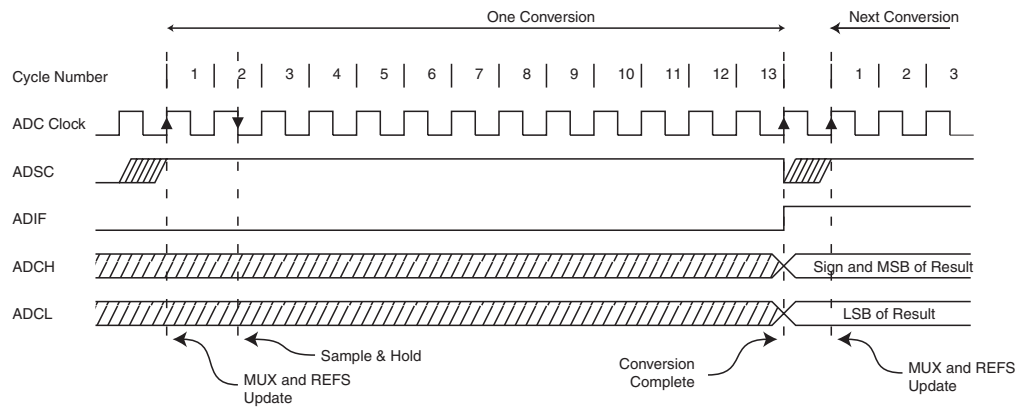 One Conversion
Next Conversion
Cycle Number
1 2 3 4 5 6 7 8 9 10 11 12 13 1 2 3
ADC Clock
ADSC
ADIF
ADCH
Sign and MSB of Result
ADCL
LSB of Result
Sample & Hold
MUX and REFS
Update
Conversion
Complete
MUX and REFS
Update